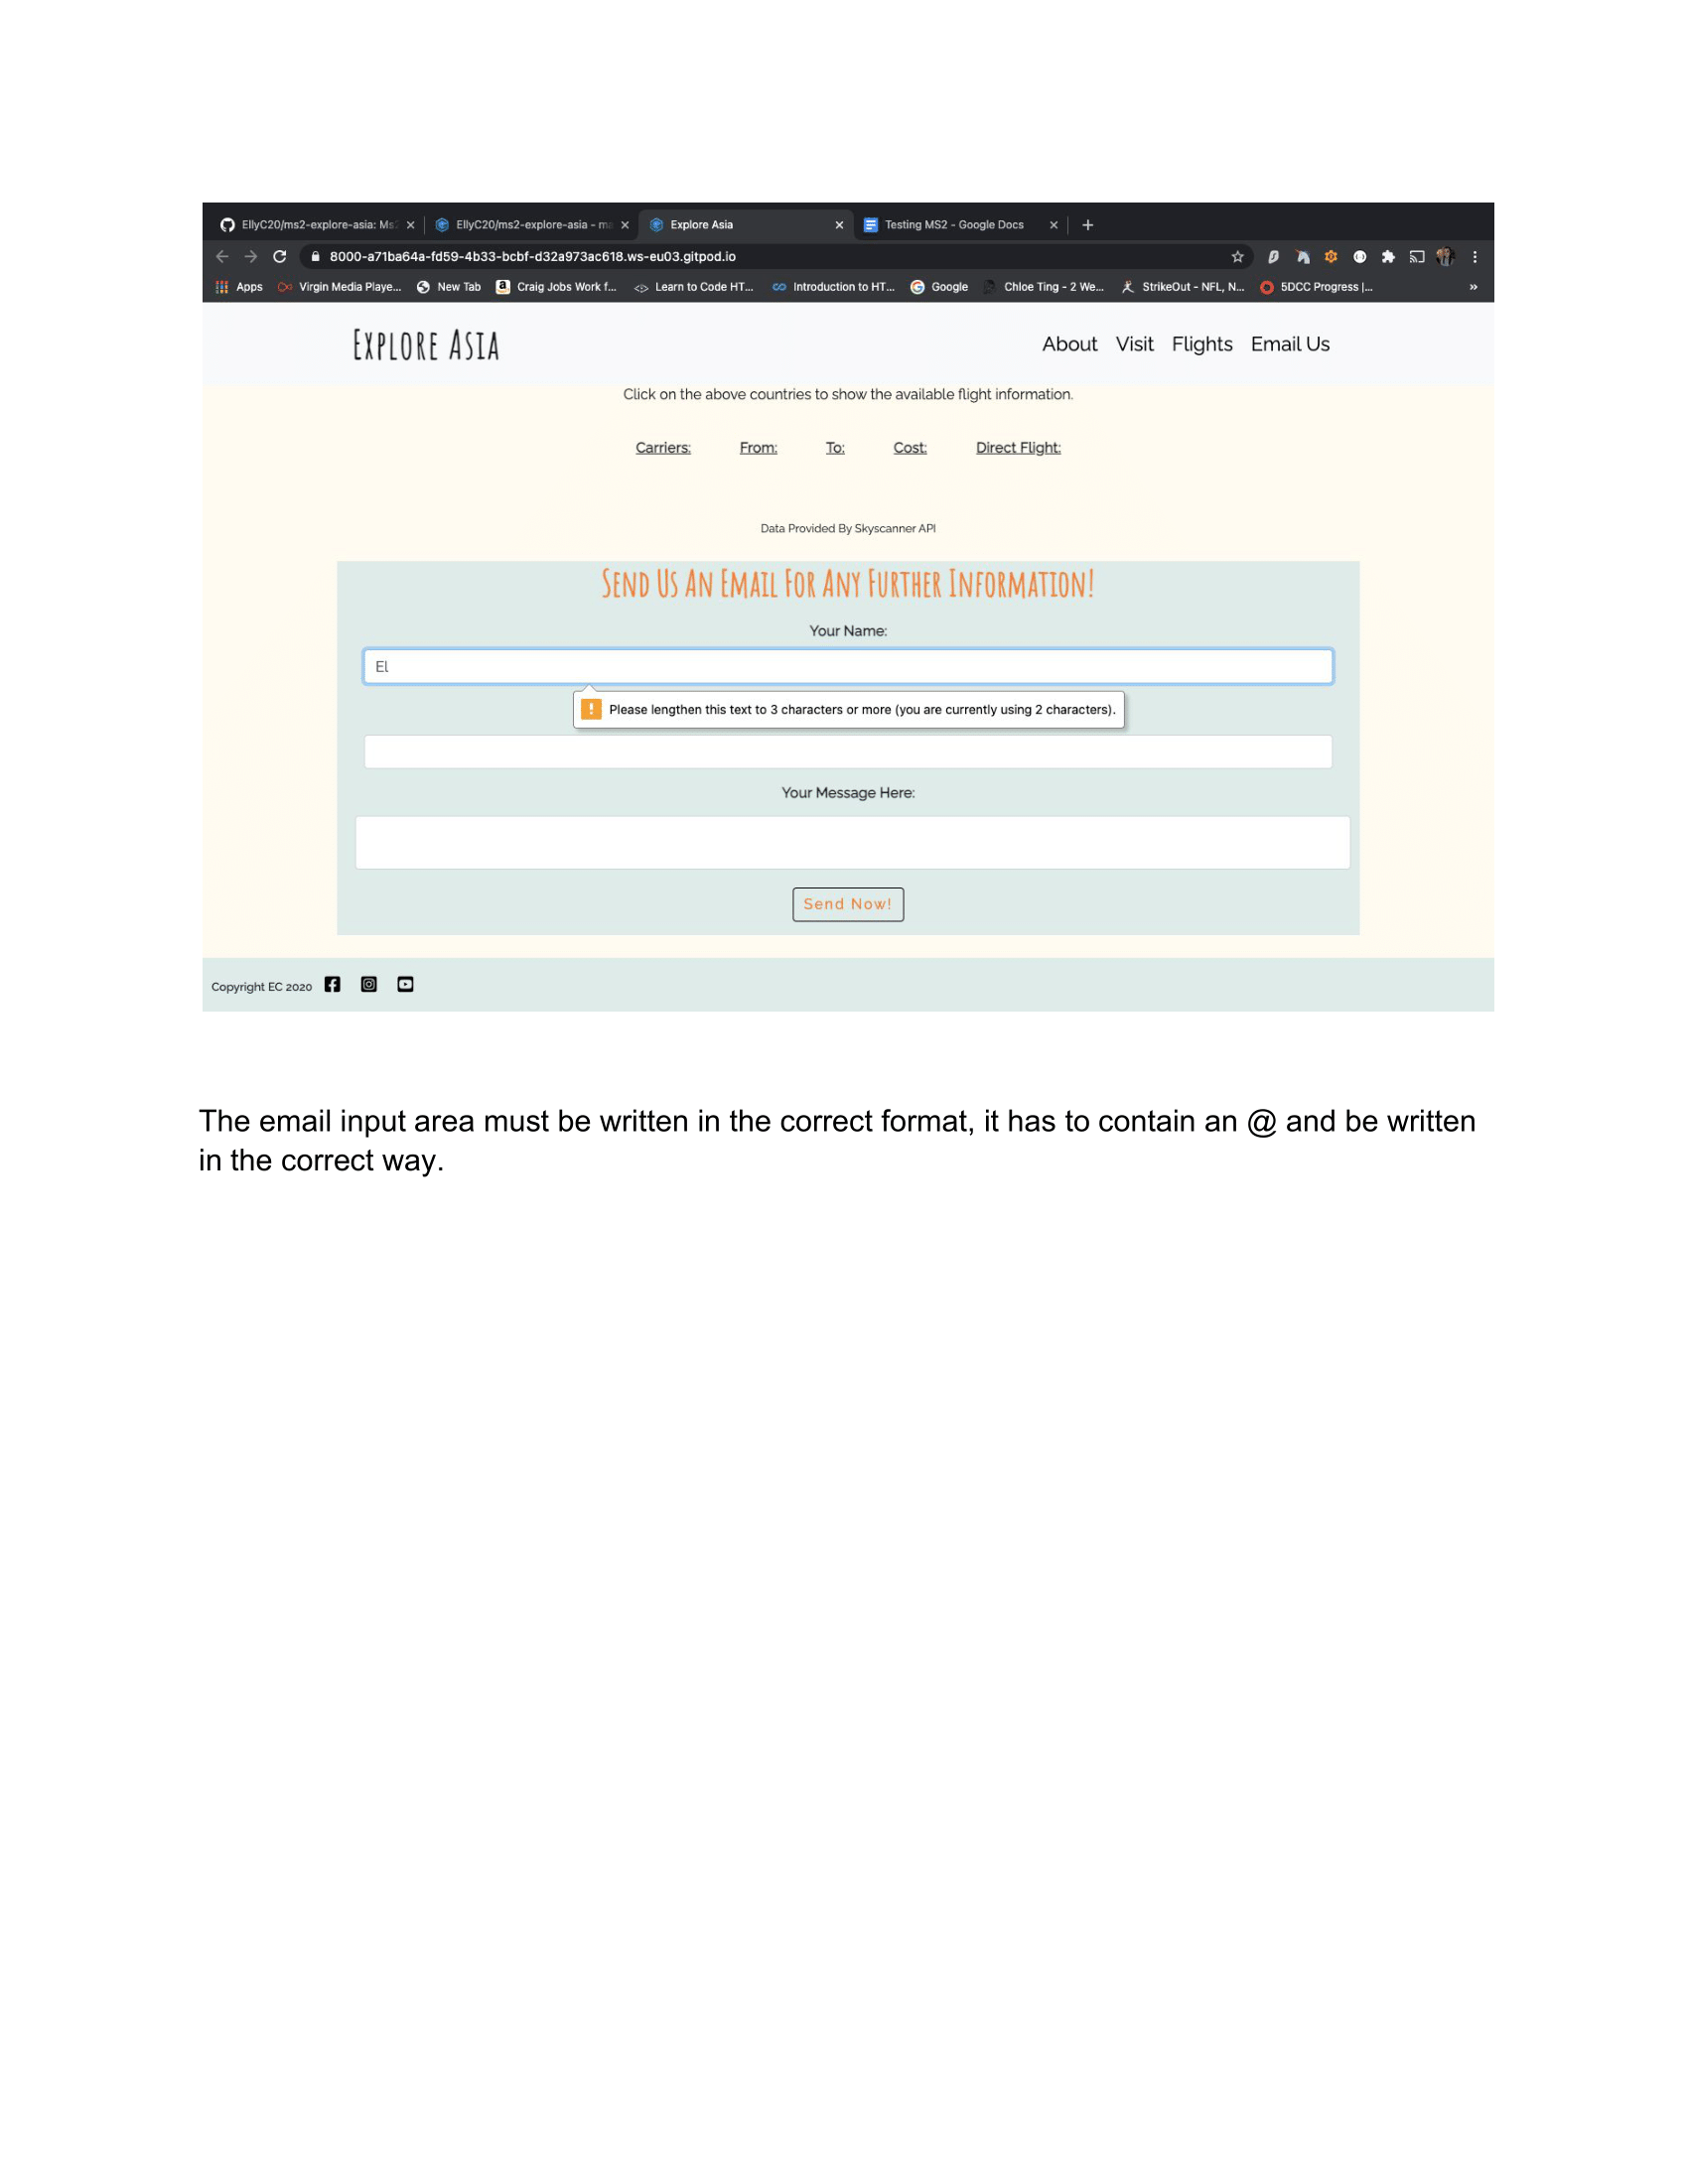 EllyC20/ms2-explore-asia: Ms2
EllyC20/ms2-explore-asia - ma
Explore Asia
Testing MS2 - Google Docs
8000-a71ba64a-fd59-4b33-bcbf-d32a973ac618.ws-eu03.gitpod.io
Apps Virgin Media Playe... New Tab Craig Jobs Work f... Learn to Code HT... Introduction to HT... Google Chloe Ting - 2 We... StrikeOut - NFL, N... 5DCC Progress |... »
Explore Asia
About Visit Flights Email Us
Click on the above countries to show the available flight information.
Carriers: From: To: Cost: Direct Flight:
Data Provided By Skyscanner API
Send Us An Email For Any Further Information!
Your Name:
El
Please lengthen this text to 3 characters or more (you are currently using 2 characters).
Your Message Here:
Send Now!
Copyright EC 2020
The email input area must be written in the correct format, it has to contain an @ and be written
in the correct way.